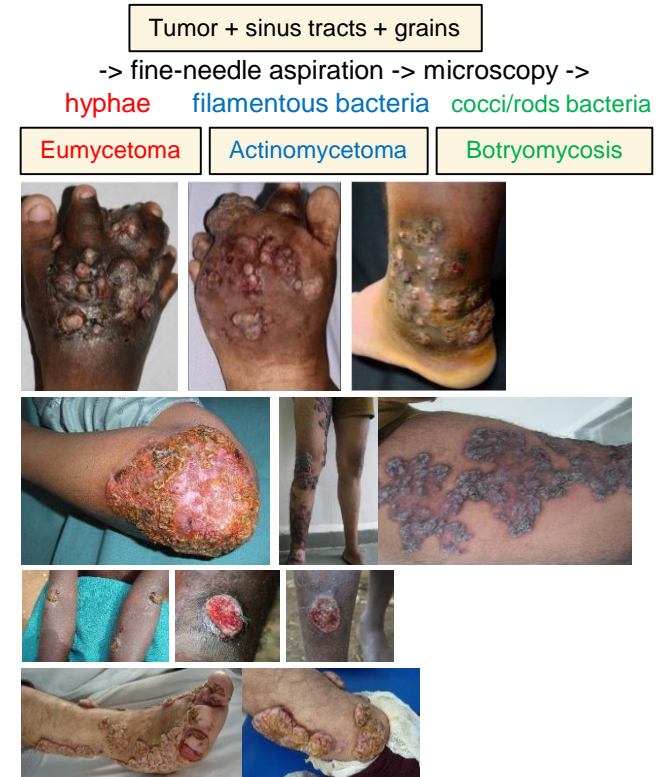 Tumor + sinus tracts + grains
-> fine-needle aspiration -> microscopy ->
hyphae filamentous bacteria cocci/rods bacteria
Eumycetoma Actinomycetoma Botryomycosis